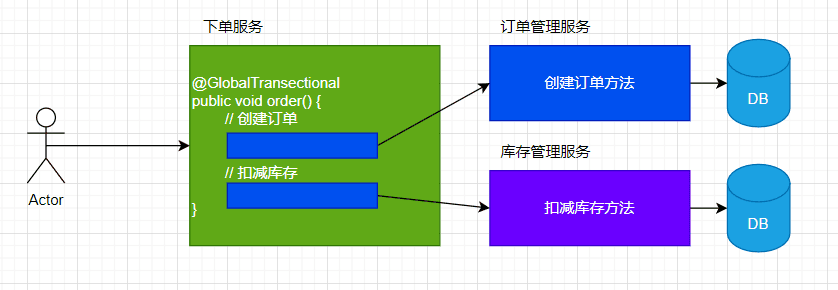 下单服务
@GlobalTransectional
public void order() {
// 创建订单
// 扣减库存
}
Actor
订单管理服务
创建订单方法
DB
库存管理服务
扣减库存方法
DB